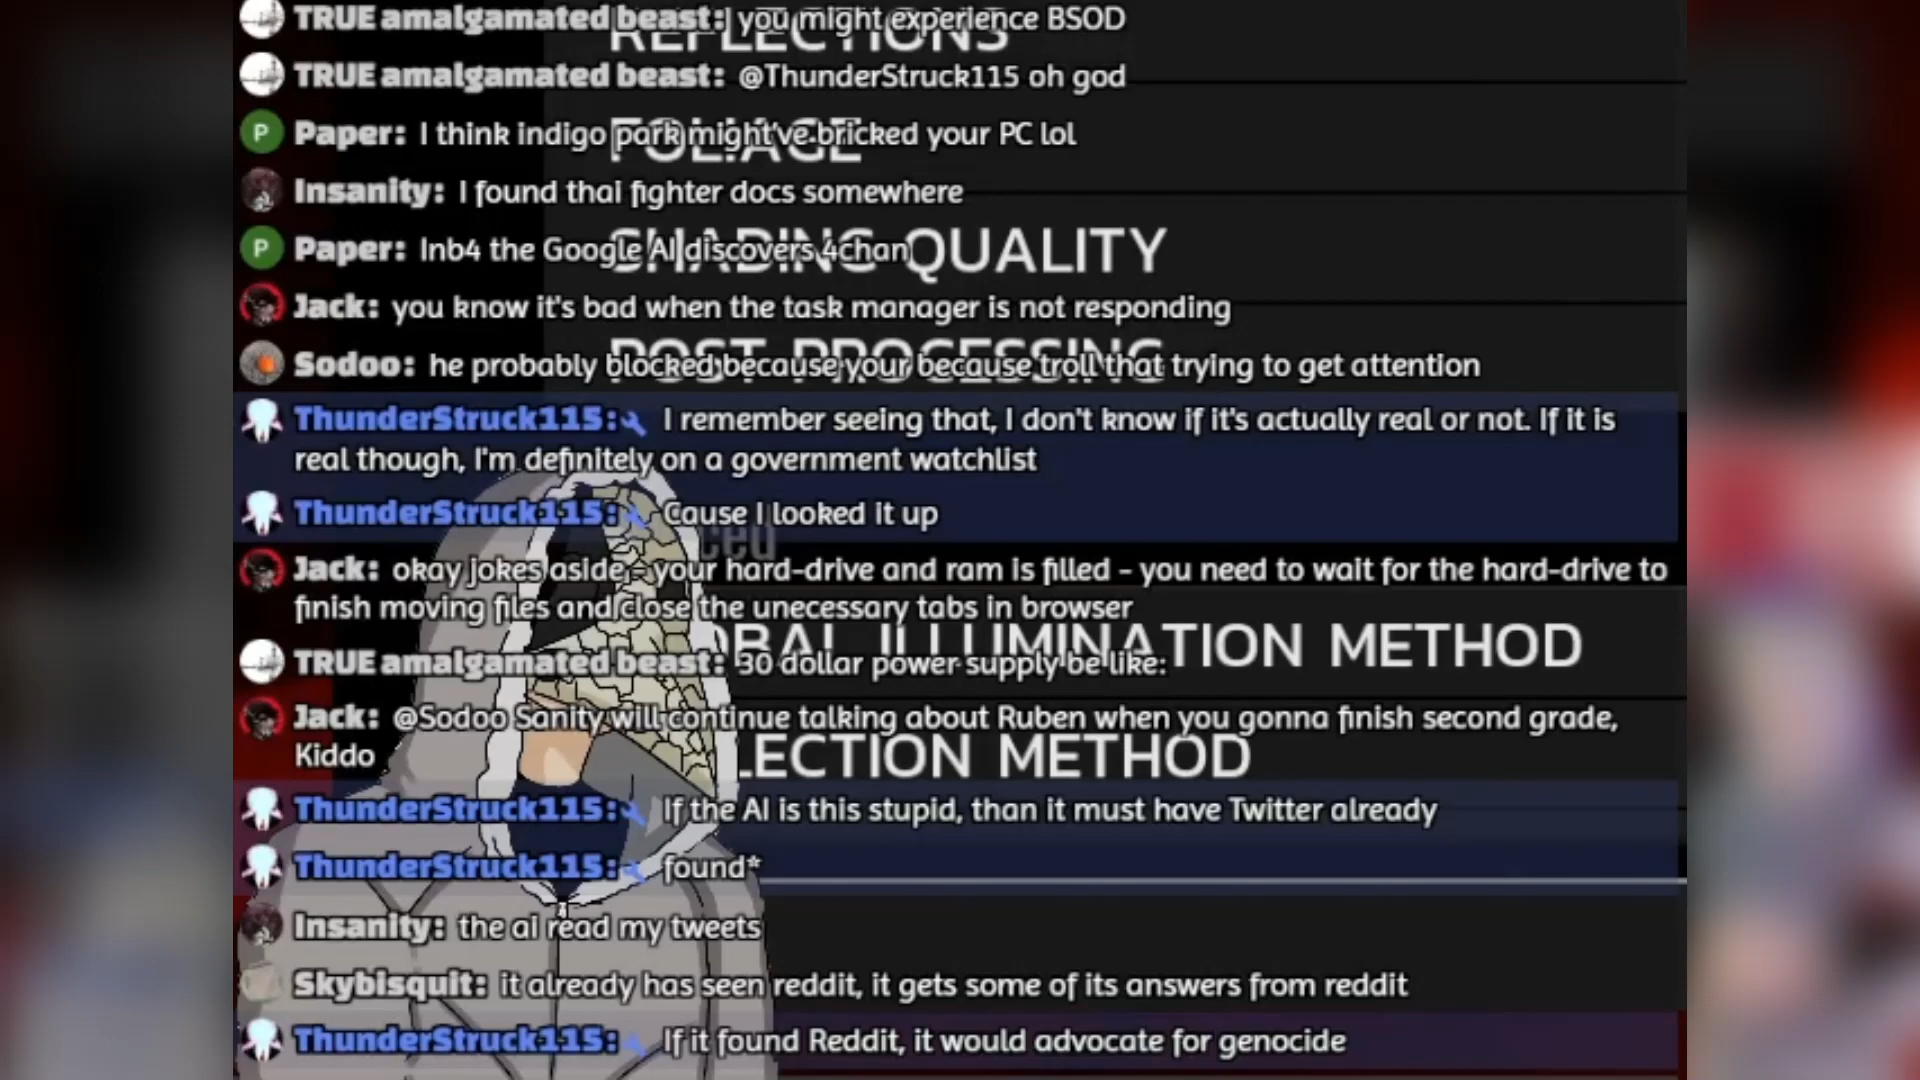 TRUE amalgamated beast: you might experience BSOD
REFLECTIONS
TRUE amalgamated beast: @ThunderStruck115 oh god
Paper: I think indigo park might've bricked your PC lol
FOLIAGE
Insanity: I found thai fighter docs somewhere
Paper: Inb4 the Google AI discovers 4chan
SHADING QUALITY
Jack: you know it's bad when the task manager is not responding
Sodoo: he probably blocked because your because troll that trying to get attention
POST PROCESSING
ThunderStruck115: I remember seeing that, I don't know if it's actually real or not. If it is
real though, I'm definitely on a government watchlist
ThunderStruck115: Cause I looked it up
Jack: okay jokes aside - your hard-drive and ram is filled - you need to wait for the hard-drive to
finish moving files and close the unecessary tabs in browser
OBAL ILLUMINATION METHOD
TRUE amalgamated beast: 30 dollar power supply be like:
Jack: @Sodoo Sanity will continue talking about Ruben when you gonna finish second grade,
Kiddo
LECTION METHOD
ThunderStruck115: If the AI is this stupid, than it must have Twitter already
ThunderStruck115: found*
Insanity: the ai read my tweets
Skybisquit: it already has seen reddit, it gets some of its answers from reddit
ThunderStruck115: If it found Reddit, it would advocate for genocide